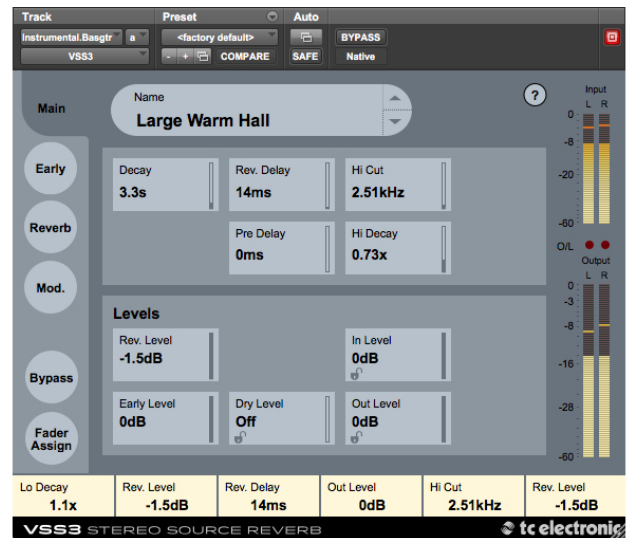 Track Preset Auto
Instrumental.Basgtr a <factory default> BYPASS
VSS3 - + COMPARE SAFE Native
Main
Name
Large Warm Hall
?
Input
L R
0
-8
-20
-60
O/L
Early
Decay
3.3s
Rev. Delay
14ms
Hi Cut
2.51kHz
Reverb
Pre Delay
0ms
Hi Decay
0.73x
Mod.
Output
L R
0
-3
-8
-16
-28
-60
Levels
Rev. Level
-1.5dB
In Level
0dB
Bypass
Early Level
0dB
Dry Level
Off
Out Level
0dB
Fader
Assign
Lo Decay Rev. Level Rev. Delay Out Level Hi Cut Rev. Level
1.1x -1.5dB 14ms 0dB 2.51kHz -1.5dB
VSS3 STEREO SOURCE REVERB tc electronic